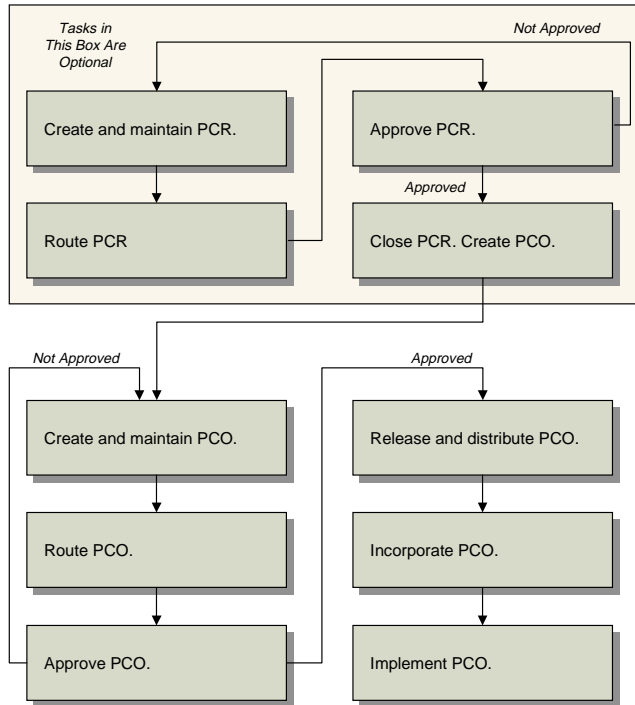 Tasks in
This Box Are
Optional
Not Approved
Create and maintain PCR.
Approve PCR.
Approved
Route PCR
Close PCR. Create PCO.
Not Approved
Approved
Create and maintain PCO.
Release and distribute PCO.
Route PCO.
Incorporate PCO.
Approve PCO.
Implement PCO.